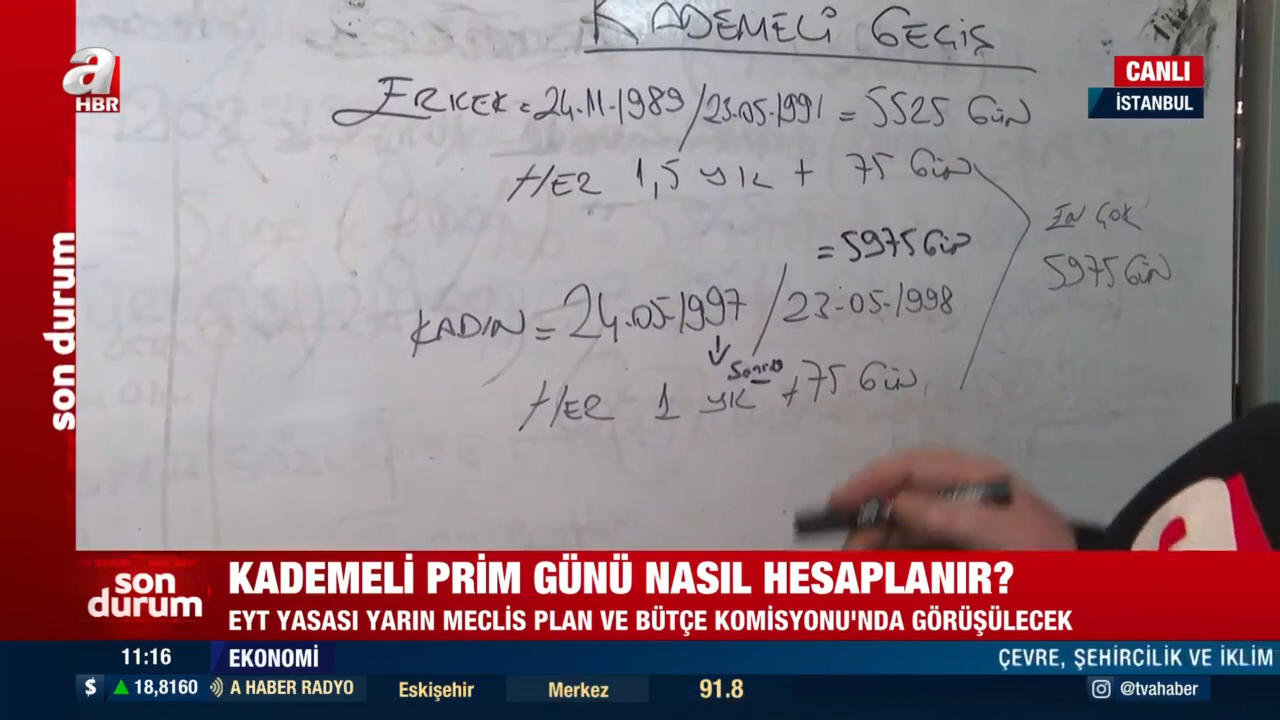 a
HBR
CANLI
İSTANBUL
son durum
KADEMELİ GEÇİŞ
ERKEK = 24.11.1989 / 23.05.1991 = 5525 GÜN
HER 1,5 YIL + 75 GÜN
= 5975 GÜN
EN ÇOK
5975 GÜN
KADIN = 24.05.1997 / 23.05.1998
Sonra
HER 1 YIL + 75 GÜN
son durum
KADEMELİ PRİM GÜNÜ NASIL HESAPLANIR?
EYT YASASI YARIN MECLİS PLAN VE BÜTÇE KOMİSYONU'NDA GÖRÜŞÜLECEK
11:16 EKONOMİ ÇEVRE, ŞEHİRCİLİK VE İKLİM
$ 18,8160 A HABER RADYO Eskişehir Merkez 91.8 @tvahaber